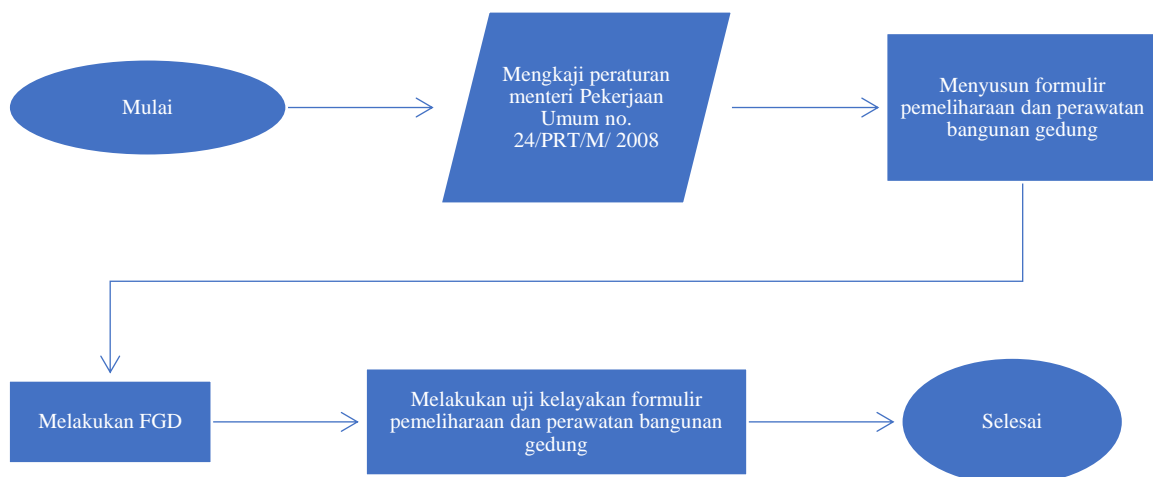 Mulai
Mengkaji peraturan
menteri Pekerjaan
Umum no.
24/PRT/M/ 2008
Menyusun formulir
pemeliharaan dan perawatan
bangunan gedung
Melakukan FGD
Melakukan uji kelayakan formulir
pemeliharaan dan perawatan bangunan
gedung
Selesai